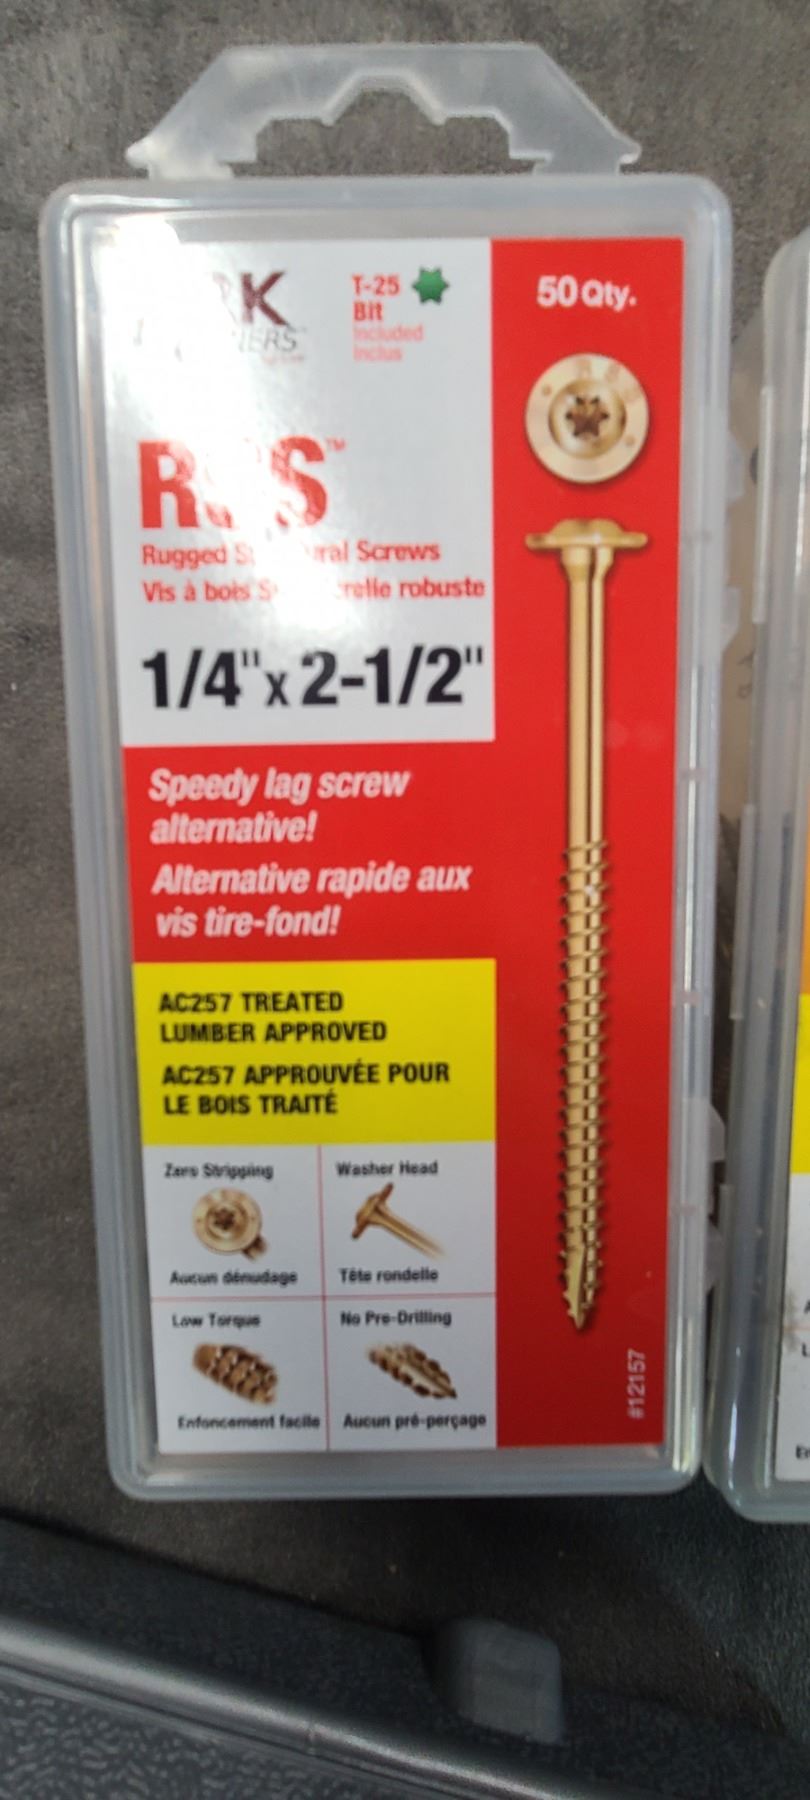 T-25
Bit
Included
Inclus
50 Qty.
™
Rugged Screws
Vis à bois robuste
1/4" x 2-1/2"
Speedy lag screw
alternative!
Alternative rapide aux
vis tire-fond!
AC257 TREATED
LUMBER APPROVED
AC257 APPROUVÉE POUR
LE BOIS TRAITÉ
Zero Stripping
Aucun dénudage
Washer Head
Tête rondelle
Low Torque
Enfoncement facile
No Pre-Drilling
Aucun pré-perçage
#12157